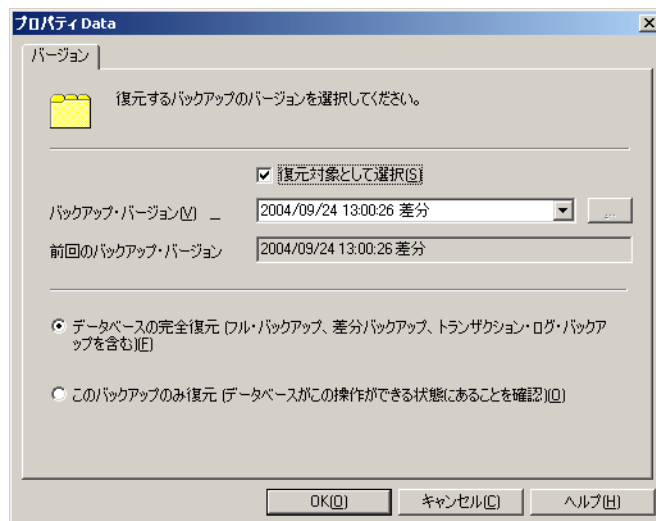 プロパティ Data
バージョン
復元するバックアップのバージョンを選択してください。
復元対象として選択(S)
バックアップ・バージョン(V) 2004/09/24 13:00:26 差分 ...
前回のバックアップ・バージョン 2004/09/24 13:00:26 差分
データベースの完全復元 (フル・バックアップ、差分バックアップ、トランザクション・ログ・バックア
ップを含む)(F)
このバックアップのみ復元 (データベースがこの操作ができる状態にあることを確認)(O)
OK(O) キャンセル(C) ヘルプ(H)